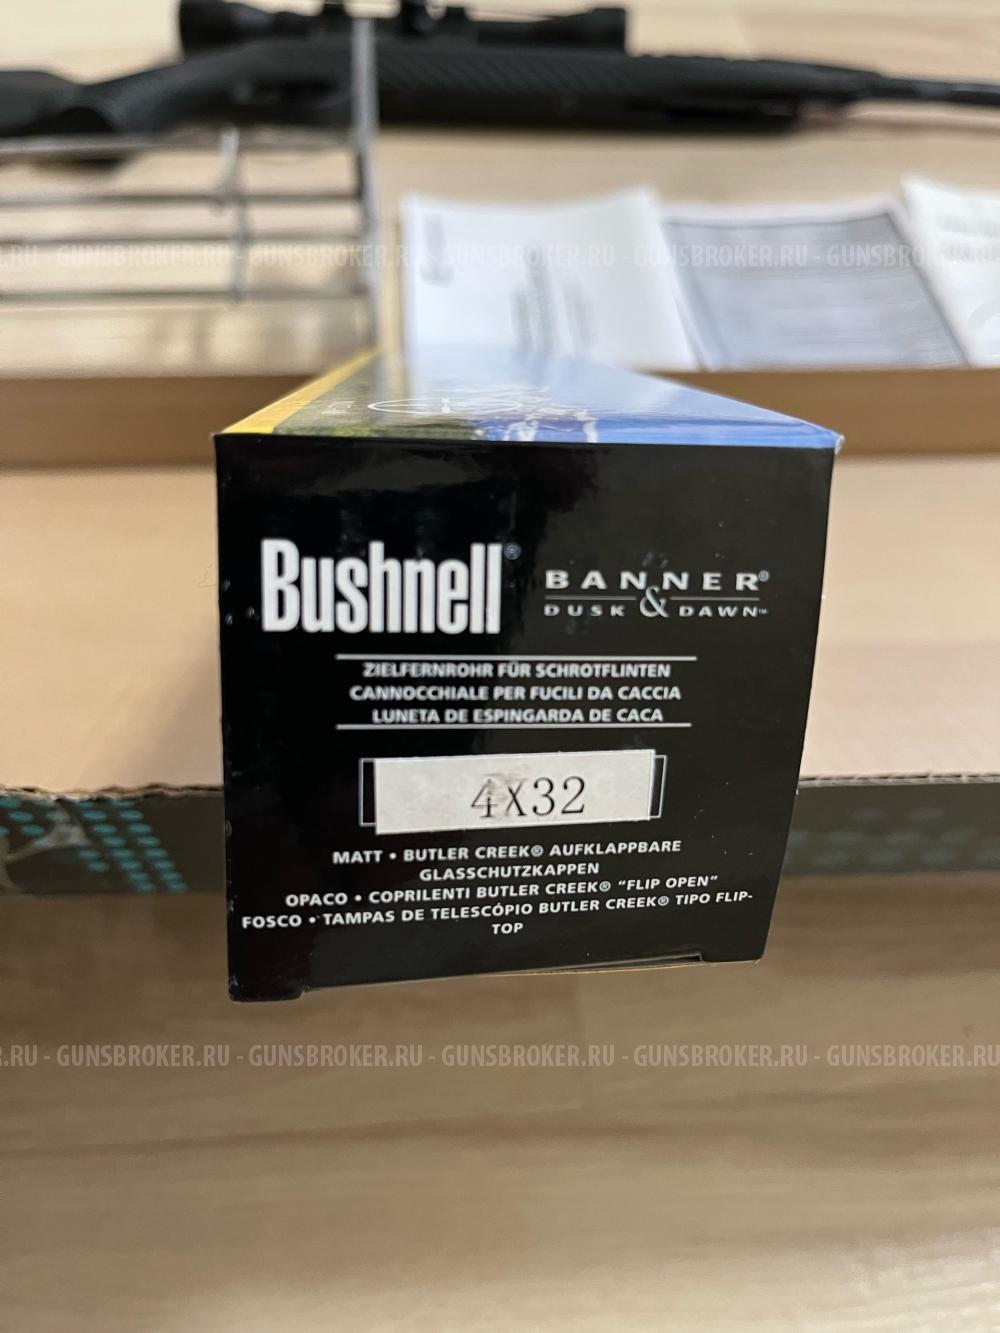 .RU - GUNSBROKER.RU - GUNSBROKER.RU - GUNSBROKER.RU - GUNSBROKER.RU - GUNSBROKER.RU
Bushnell®
BANNER®
DUSK & DAWN™
ZIELFERNROHR FÜR SCHROTFLINTEN
CANNOCCHIALE PER FUCILI DA CACCIA
LUNETA DE ESPINGARDA DE CACA
4X32
MATT • BUTLER CREEK® AUFKLAPPBARE
GLASSCHUTZKAPPEN
OPACO • COPRILENTI BUTLER CREEK® “FLIP OPEN”
FOSCO • TAMPAS DE TELESCÓPIO BUTLER CREEK® TIPO FLIP-
TOP
.RU - GUNSBROKER.RU - GUNSBROKER.RU - GUNSBROKER.RU - GUNSBROKER.RU - GUNSBROKER.RU